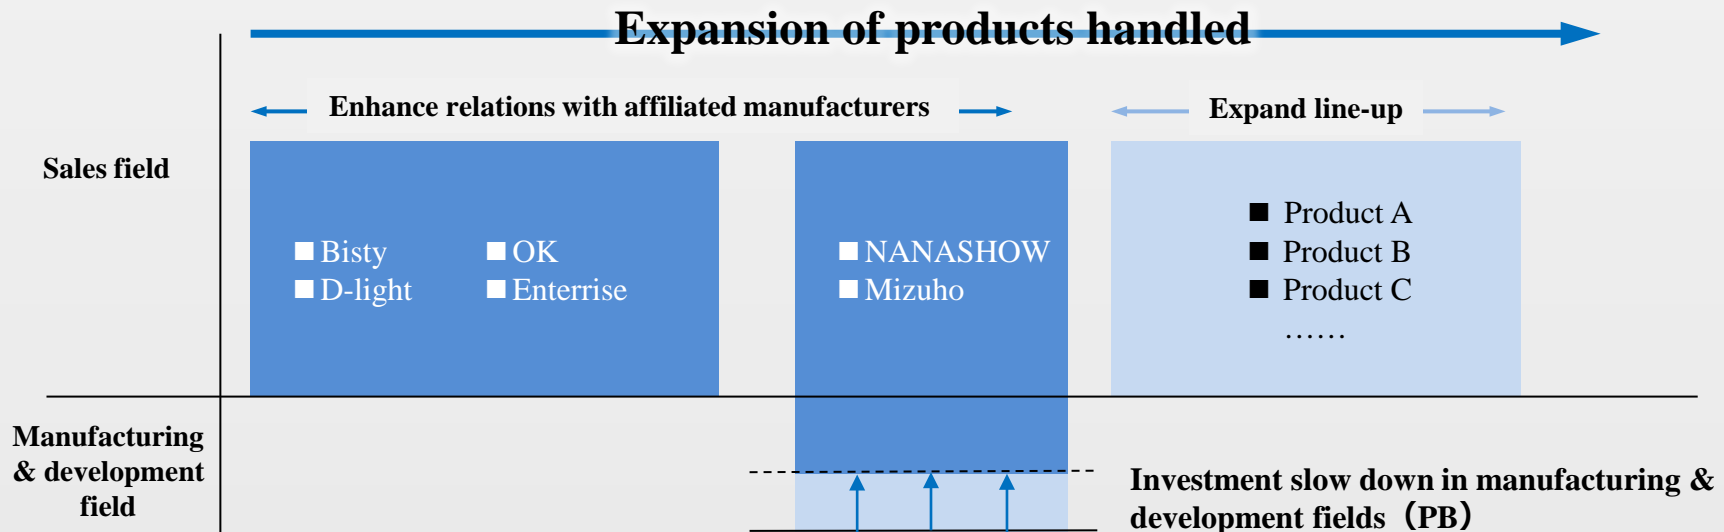 Expansion of products handled
Enhance relations with affiliated manufacturers
Expand line-up
Sales field
■ Bisty
■ D-light
■ OK
■ Enterrise
■ NANASHOW
■ Mizuho
■ Product A
■ Product B
■ Product C
……
Manufacturing
& development
field
Investment slow down in manufacturing &
development fields（PB）